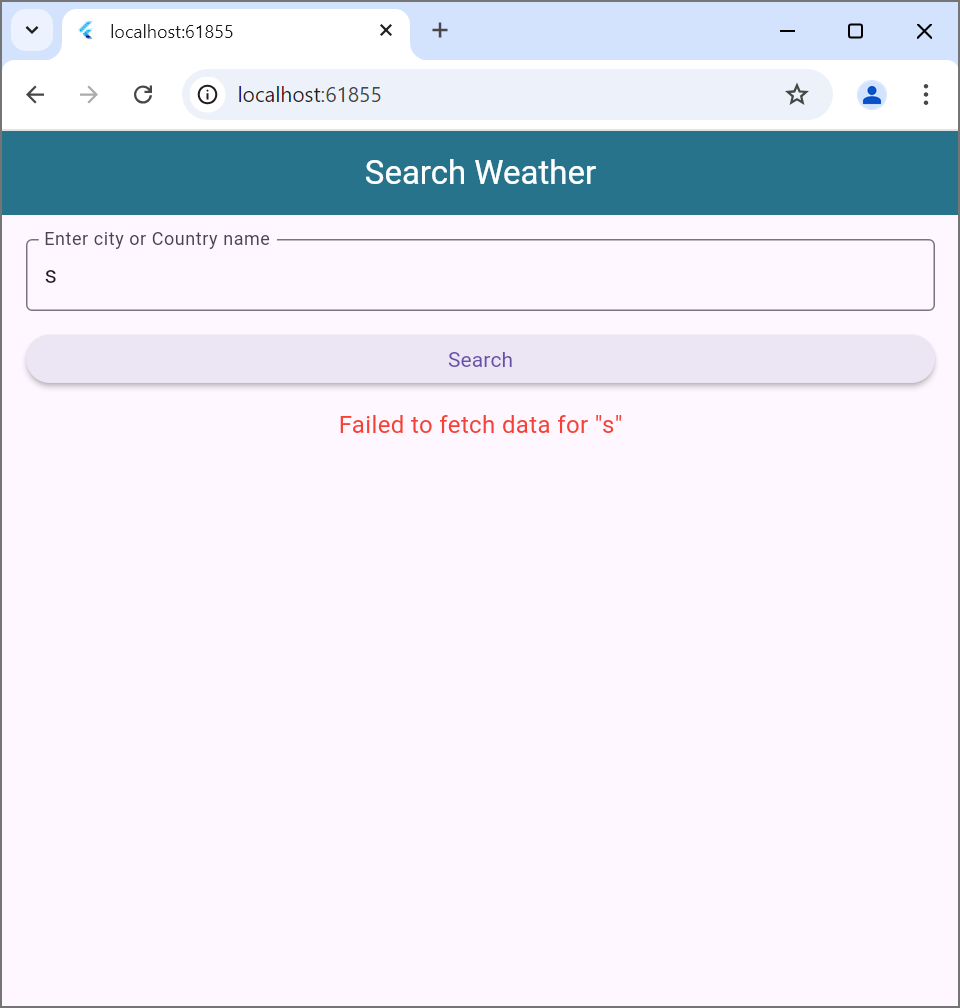 localhost:61855
localhost:61855
Search Weather
Enter city or Country name
s
Search
Failed to fetch data for "s"